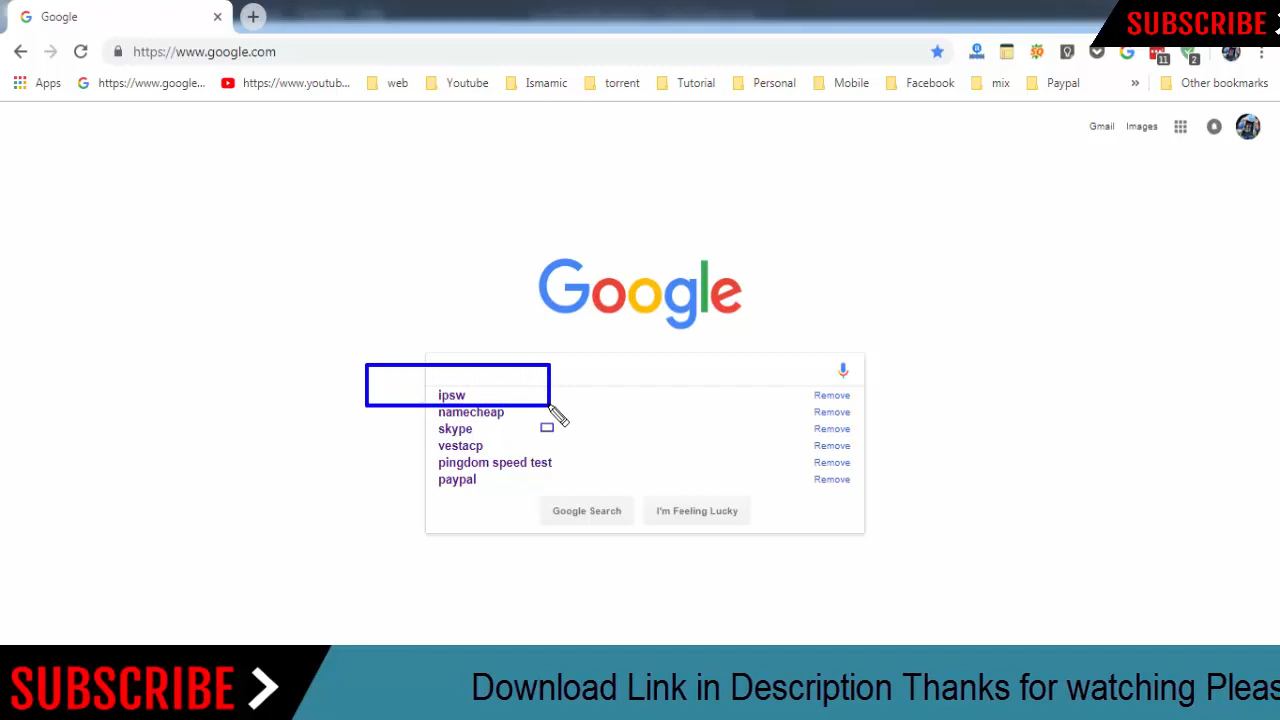 Google
SUBSCRIBE
https://www.google.com
11
2
Apps
https://www.google...
https://www.youtub...
web
Youtube
Ismamic
torrent
Tutorial
Personal
Mobile
Facebook
mix
Paypal
»
Other bookmarks
Gmail
Images
Google
ipsw Remove
namecheap Remove
skype Remove
vestacp Remove
pingdom speed test Remove
paypal Remove
Google Search
I'm Feeling Lucky
SUBSCRIBE
Download Link in Description Thanks for watching Pleas